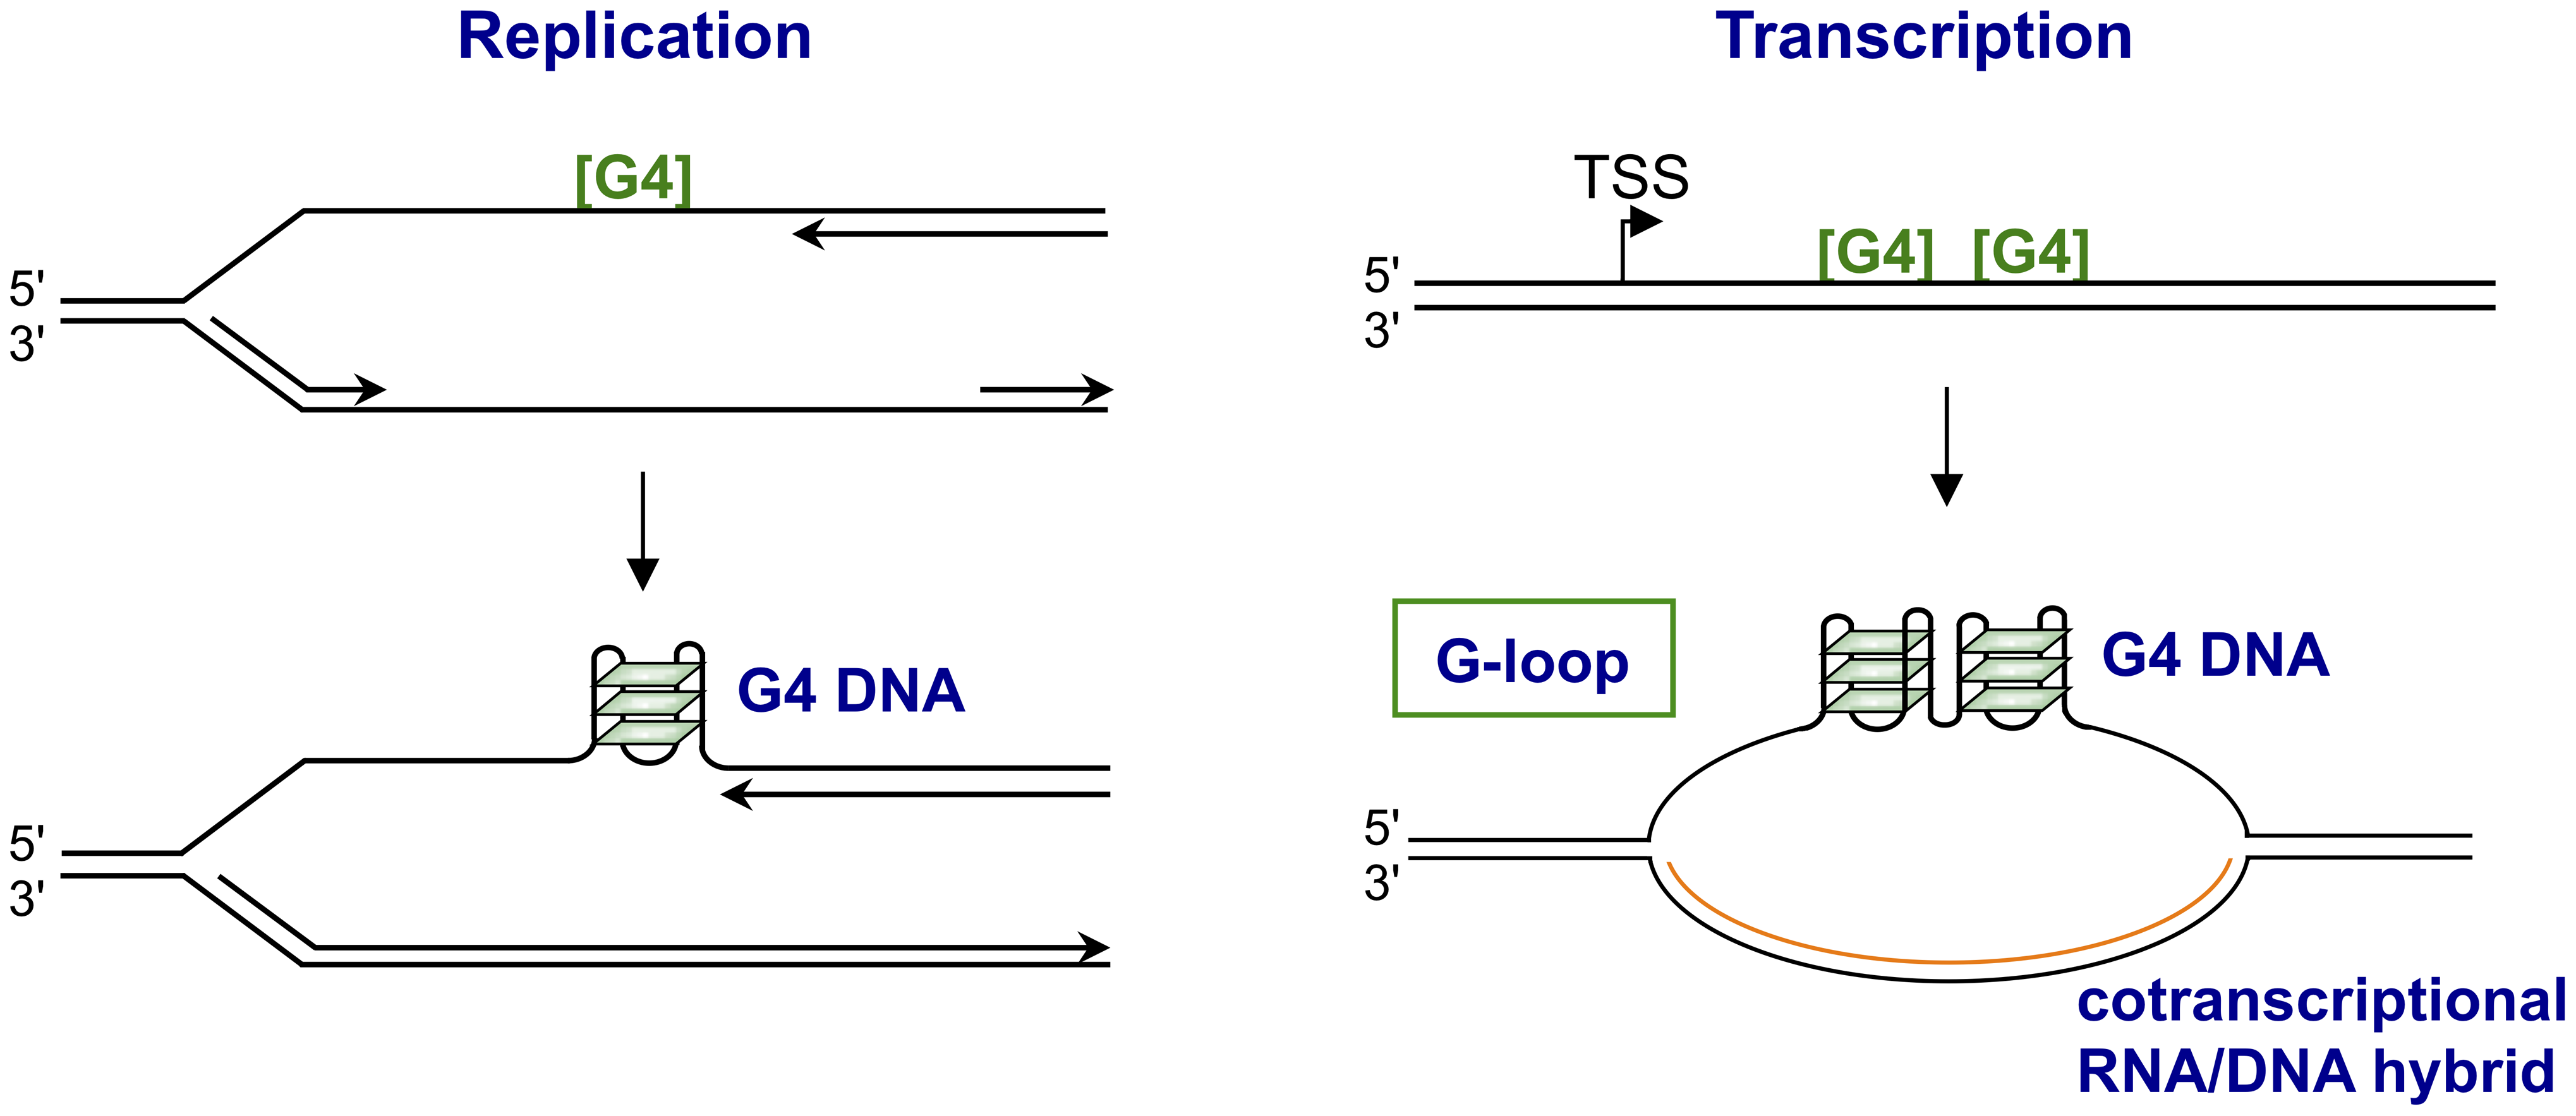 Replication
[G4]
5'
3'
G4 DNA
5'
3'
Transcription
TSS
[G4] [G4]
5'
3'
G-loop
G4 DNA
5'
3'
cotranscriptional
RNA/DNA hybrid